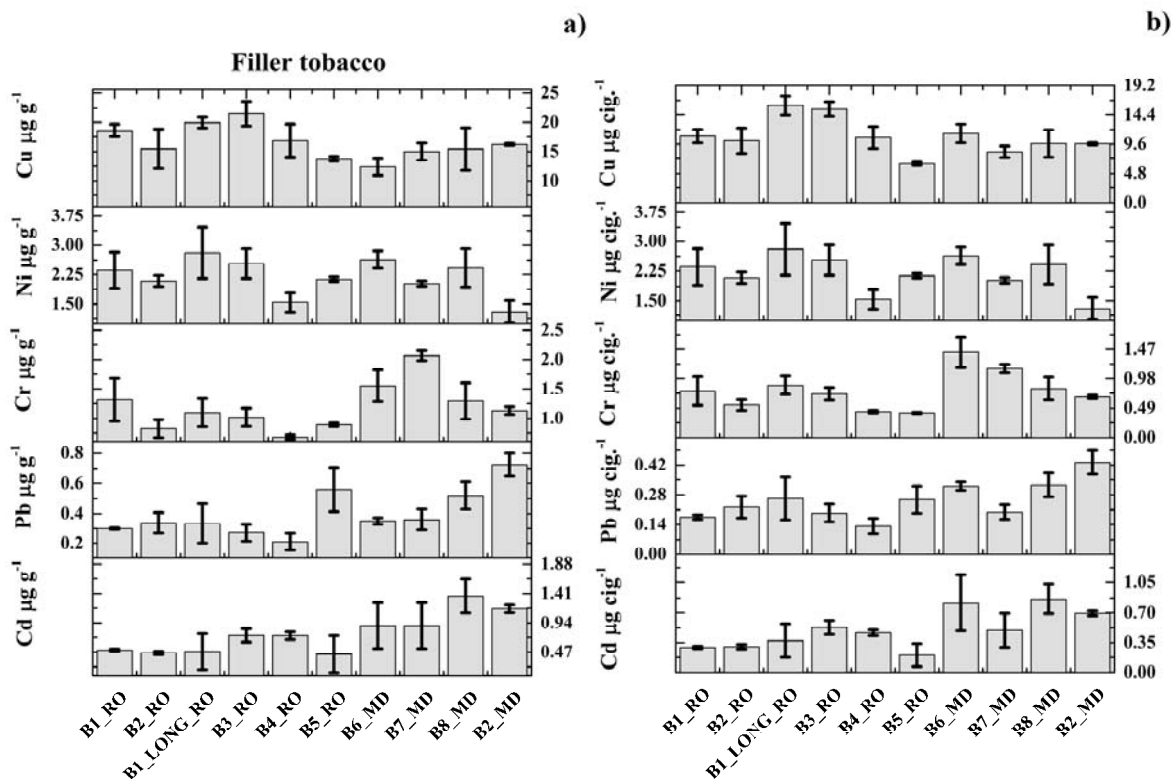 a)
b)
Filler tobacco
Cu µg g⁻¹
25
20
15
10
Ni µg g⁻¹
3.75
3.00
2.25
1.50
Cr µg g⁻¹
2.5
2.0
1.5
1.0
Pb µg g⁻¹
0.8
0.6
0.4
0.2
Cd µg g⁻¹
1.88
1.41
0.94
0.47
B1_RO
B2_RO
B1_LONG_RO
B3_RO
B4_RO
B5_RO
B6_MD
B7_MD
B8_MD
B2_MD
Cu µg cig.⁻¹
19.2
14.4
9.6
4.8
0.0
Ni µg cig.⁻¹
3.75
3.00
2.25
1.50
Cr µg cig.⁻¹
1.47
0.98
0.49
0.00
Pb µg cig.⁻¹
0.42
0.28
0.14
0.00
Cd µg cig⁻¹
1.05
0.70
0.35
0.00
B1_RO
B2_RO
B1_LONG_RO
B3_RO
B4_RO
B5_RO
B6_MD
B7_MD
B8_MD
B2_MD